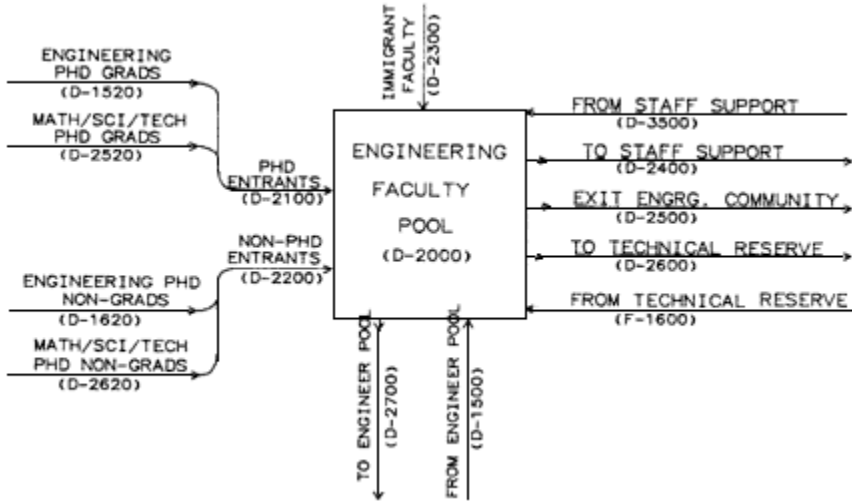 ENGINEERING
PHD GRADS
(D-1520)
MATH/SCI/TECH
PHD GRADS
(D-2520)
PHD
ENTRANTS
(D-2100)
NON-PHD
ENTRANTS
(D-2200)
ENGINEERING PHD
NON-GRADS
(D-1620)
MATH/SCI/TECH
PHD NON-GRADS
(D-2620)
IMMIGRANT
FACULTY
(D-2300)
ENGINEERING
FACULTY
POOL
(D-2000)
FROM STAFF SUPPORT
(D-3500)
TO STAFF SUPPORT
(D-2400)
EXIT ENGRG. COMMUNITY
(D-2500)
TO TECHNICAL RESERVE
(D-2600)
FROM TECHNICAL RESERVE
(F-1600)
TO ENGINEER POOL
(D-2700)
FROM ENGINEER POOL
(D-1500)